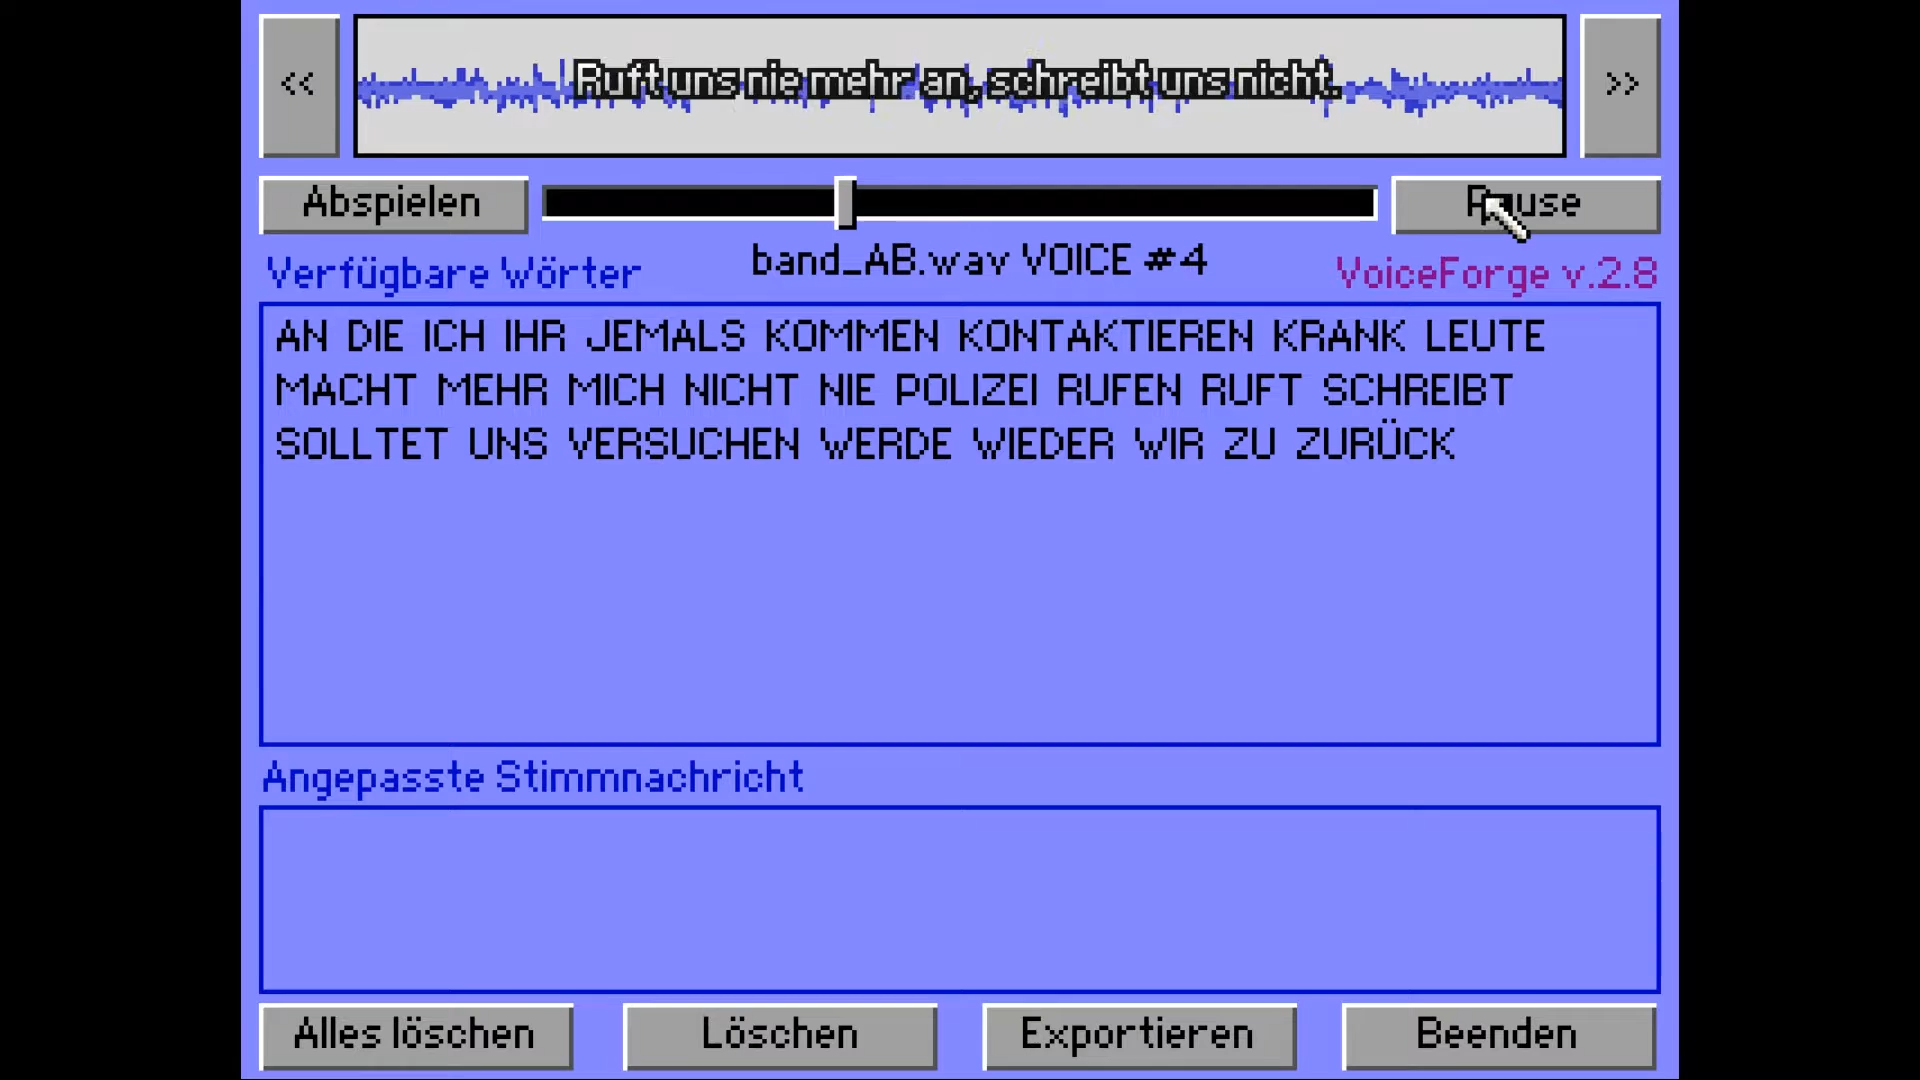 <<
Ruft uns nie mehr an, schreibt uns nicht.
>>
Abspielen
Pause
band_AB.wav VOICE #4
Verfügbare Wörter
VoiceForge v.2.8
AN DIE ICH IHR JEMALS KOMMEN KONTAKTIEREN KRANK LEUTE
MACHT MEHR MICH NICHT NIE POLIZEI RUFEN RUFT SCHREIBT
SOLLTET UNS VERSUCHEN WERDE WIEDER WIR ZU ZURÜCK
Angepasste Stimmnachricht
Alles löschen
Löschen
Exportieren
Beenden